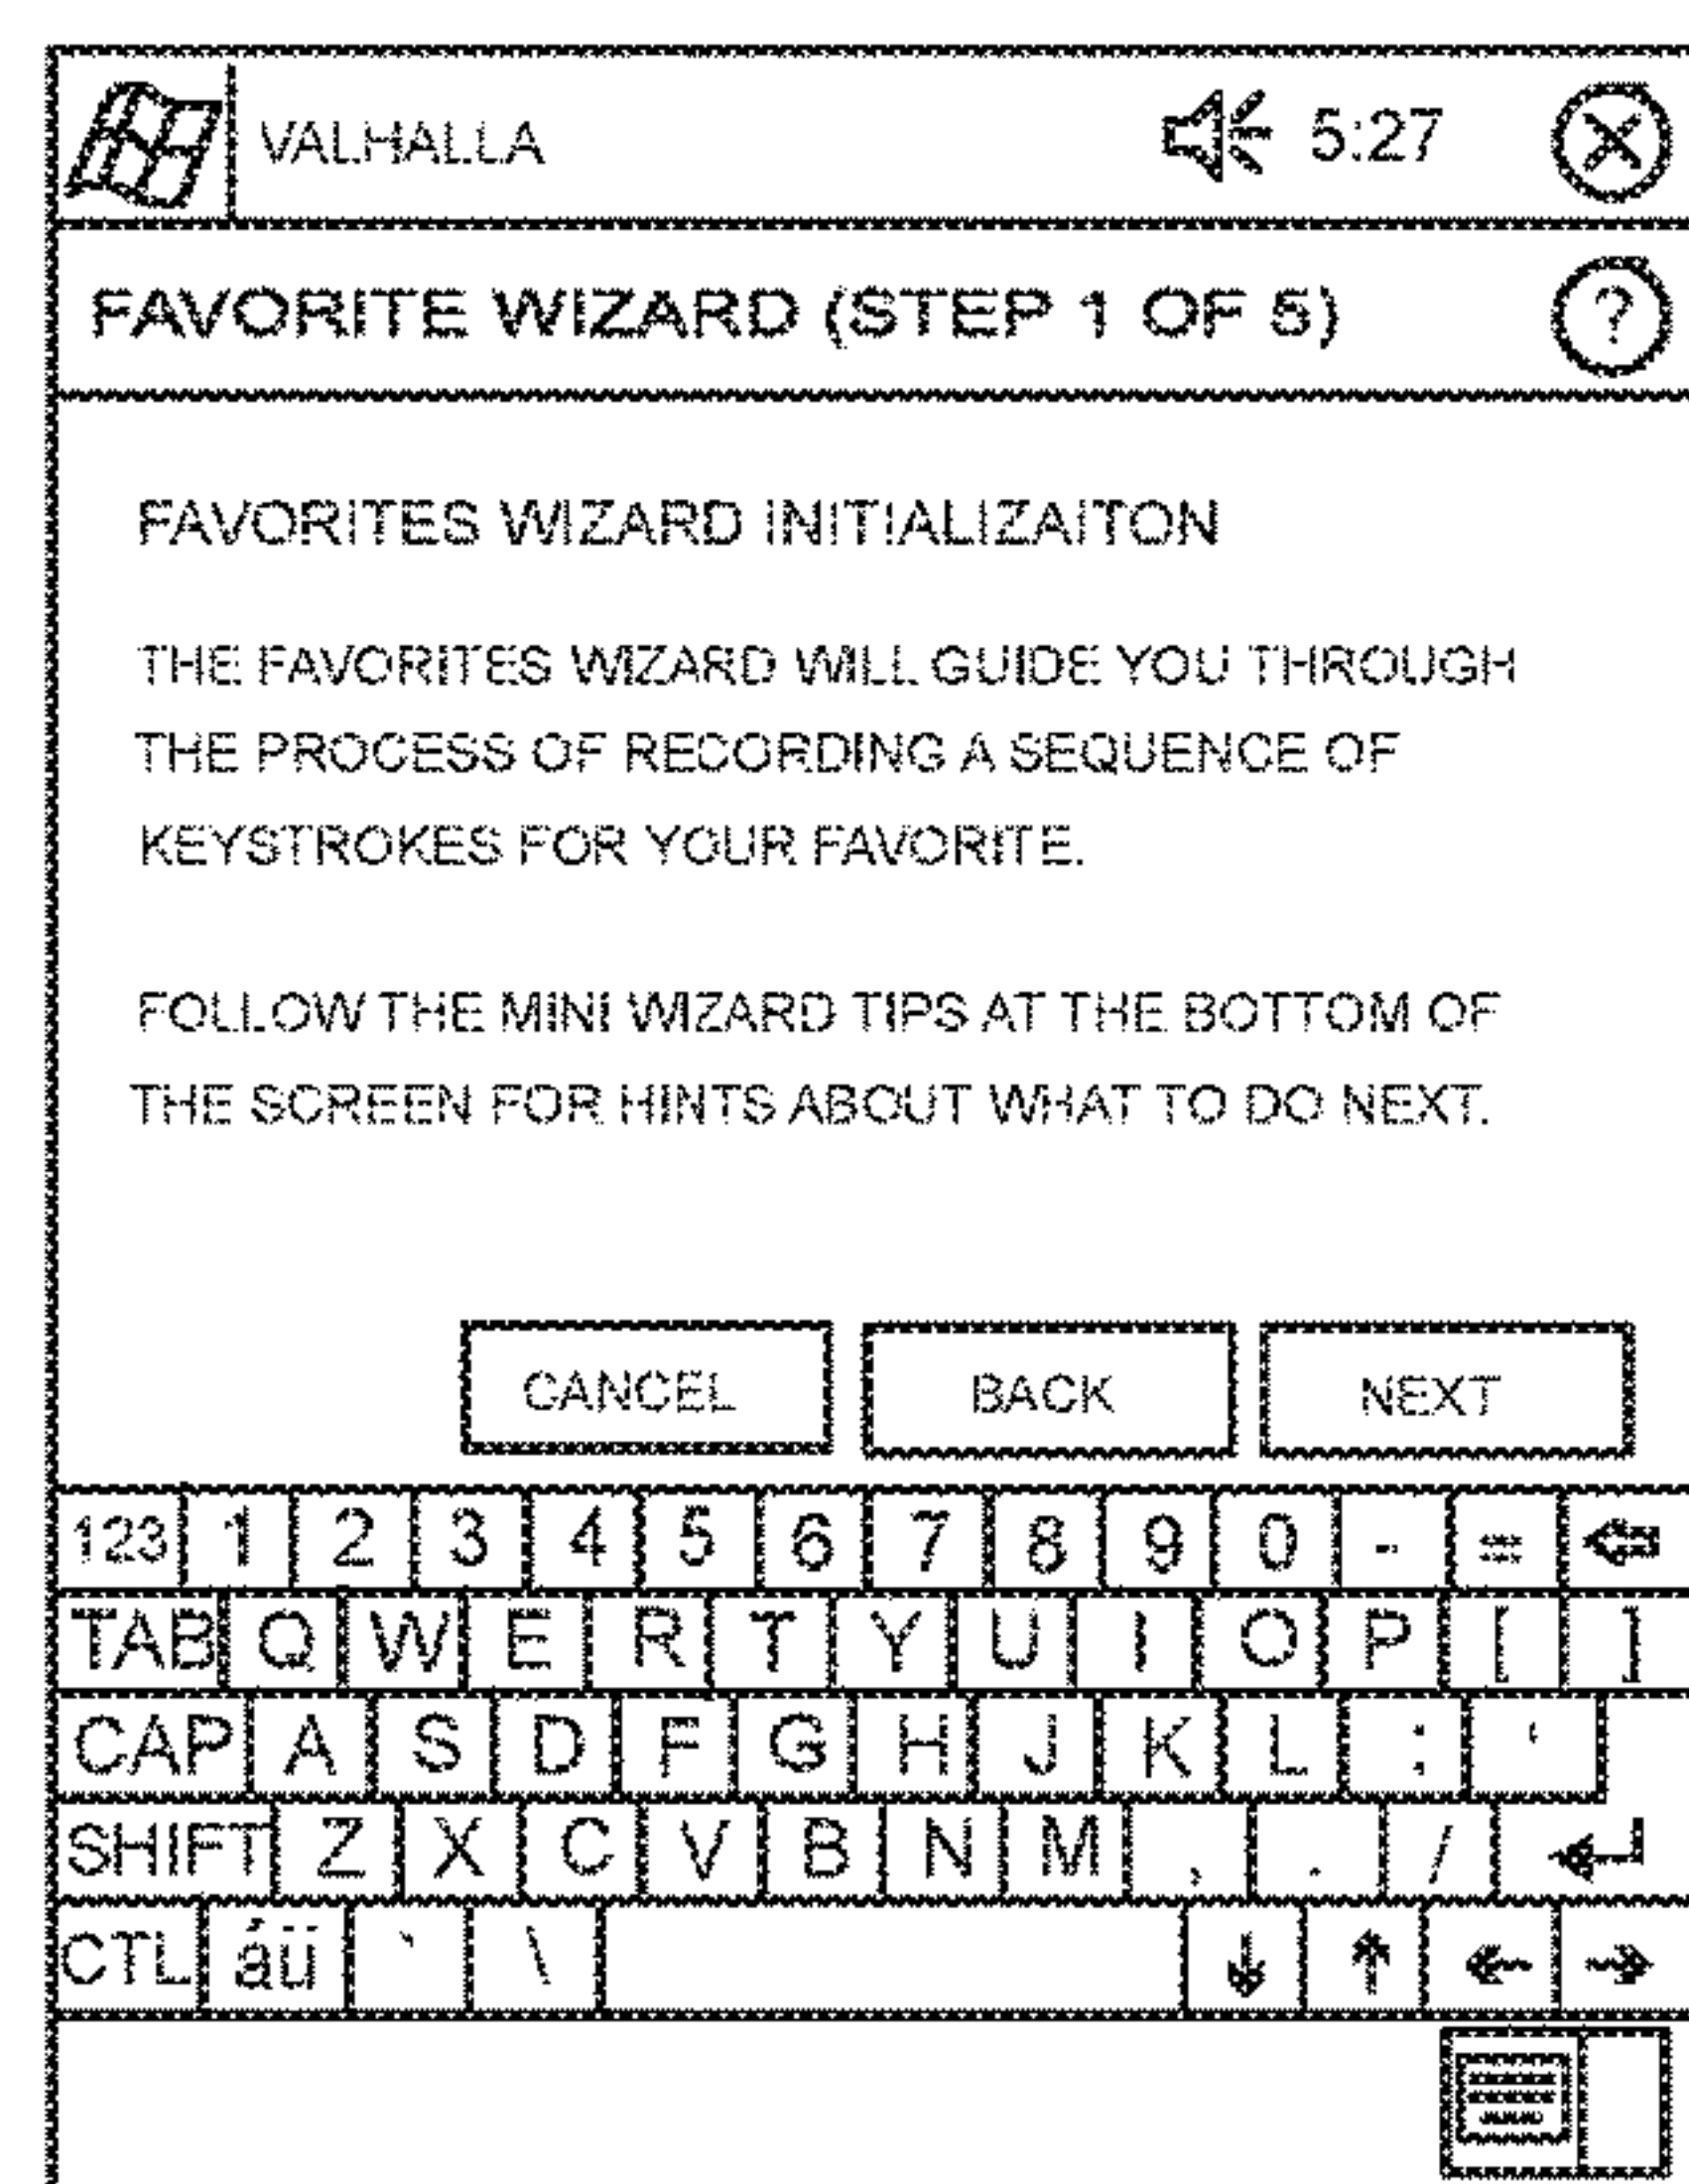 VALHALLA 5:27
FAVORITE WIZARD (STEP 1 OF 5) ?
FAVORITES WIZARD INITIALIZAITON
THE FAVORITES WIZARD WILL GUIDE YOU THROUGH
THE PROCESS OF RECORDING A SEQUENCE OF
KEYSTROKES FOR YOUR FAVORITE.
FOLLOW THE MINI WIZARD TIPS AT THE BOTTOM OF
THE SCREEN FOR HINTS ABOUT WHAT TO DO NEXT.
CANCEL BACK NEXT
123 1 2 3 4 5 6 7 8 9 0 - =
TAB Q W E R T Y U I O P [ ]
CAP A S D F G H J K L : '
SHIFT Z X C V B N M , . /
CTL áü ` \